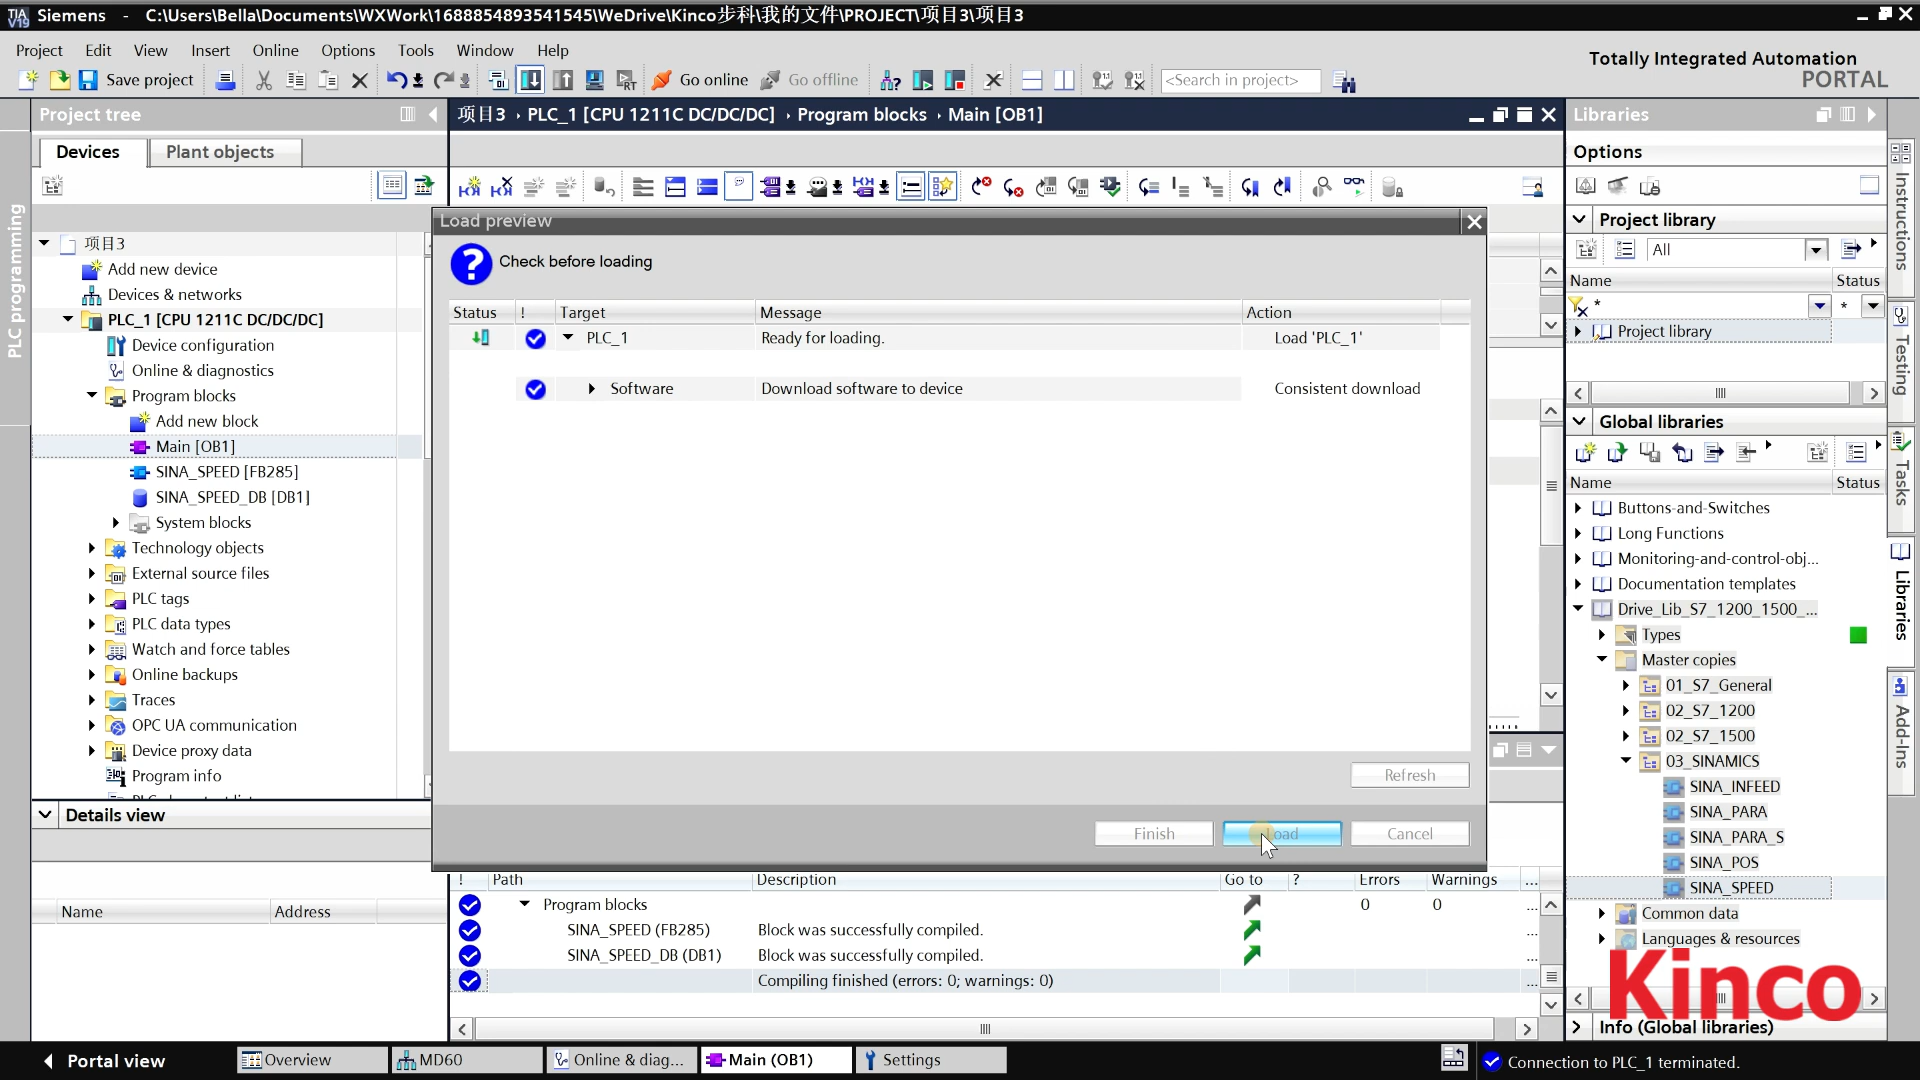 Siemens - C:\Users\Bella\Documents\WXWork\1688854893541545\WeDrive\Kinco步科\我的文件\PROJECT\项目3\项目3
Project Edit View Insert Online Options Tools Window Help
Totally Integrated Automation
PORTAL
Save project Go online Go offline <Search in project>
Project tree
项目3 › PLC_1 [CPU 1211C DC/DC/DC] › Program blocks › Main [OB1]
Libraries
Devices Plant objects
Options
PLC programming
项目3
Add new device
Devices & networks
PLC_1 [CPU 1211C DC/DC/DC]
Device configuration
Online & diagnostics
Program blocks
Add new block
Main [OB1]
SINA_SPEED [FB285]
SINA_SPEED_DB [DB1]
System blocks
Technology objects
External source files
PLC tags
PLC data types
Watch and force tables
Online backups
Traces
OPC UA communication
Device proxy data
Program info
Details view
Name Address
Load preview
Check before loading
Status ! Target Message Action
PLC_1 Ready for loading. Load 'PLC_1'
Software Download software to device Consistent download
Refresh
Finish Load Cancel
! Path Description Go to ? Errors Warnings ...
Program blocks 0 0 ...
SINA_SPEED (FB285) Block was successfully compiled. ...
SINA_SPEED_DB (DB1) Block was successfully compiled. ...
Compiling finished (errors: 0; warnings: 0) ...
Project library
All
Name Status
* *
Project library
Global libraries
Name Status
Buttons-and-Switches
Long Functions
Monitoring-and-control-obj...
Documentation templates
Drive_Lib_S7_1200_1500_...
Types
Master copies
01_S7_General
02_S7_1200
02_S7_1500
03_SINAMICS
SINA_INFEED
SINA_PARA
SINA_PARA_S
SINA_POS
SINA_SPEED
Common data
Languages & resources
Kinco
Info (Global libraries)
Instructions
Testing
Tasks
Libraries
Add-Ins
Portal view Overview MD60 Online & diag... Main (OB1) Settings
Connection to PLC_1 terminated.